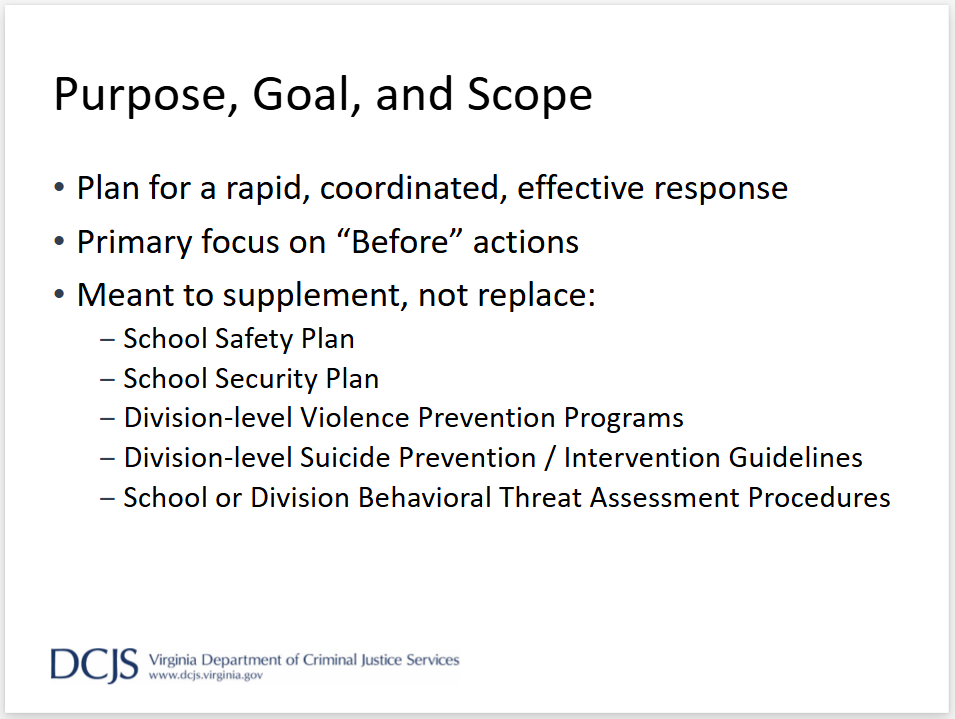 Purpose, Goal, and Scope
• Plan for a rapid, coordinated, effective response
• Primary focus on “Before” actions
• Meant to supplement, not replace:
– School Safety Plan
– School Security Plan
– Division-level Violence Prevention Programs
– Division-level Suicide Prevention / Intervention Guidelines
– School or Division Behavioral Threat Assessment Procedures
DCJS Virginia Department of Criminal Justice Services
www.dcjs.virginia.gov